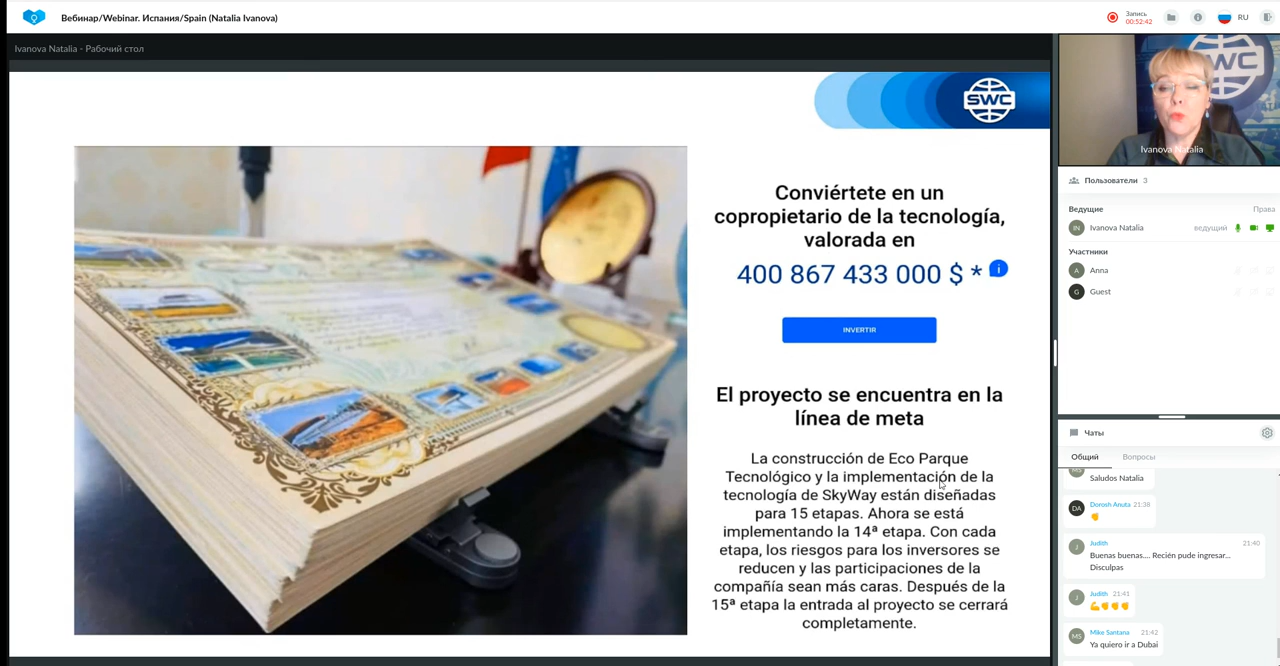 Вебинар/Webinar. Испания/Spain (Natalia Ivanova)
Запись
00:52:42
RU
Ivanova Natalia - Рабочий стол
SWC
Conviértete en un
copropietario de la tecnología,
valorada en
400 867 433 000 $ *
i
INVERTIR
El proyecto se encuentra en la
línea de meta
La construcción de Eco Parque
Tecnológico y la implementación de la
tecnología de SkyWay están diseñadas
para 15 etapas. Ahora se está
implementando la 14ª etapa. Con cada
etapa, los riesgos para los inversores se
reducen y las participaciones de la
compañía sean más caras. Después de la
15ª etapa la entrada al proyecto se cerrará
completamente.
WC
Ivanova Natalia
Пользователи 3
Ведущие Права
IN Ivanova Natalia ведущий
Участники
A Anna
G Guest
Чаты
Общий Вопросы
MS
Saludos Natalia
DA Dorosh Anuta 21:38
J Judith 21:40
Buenas buenas.... Recién pude ingresar...
Disculpas
J Judith 21:41
MS Mike Santana 21:42
Ya quiero ir a Dubai